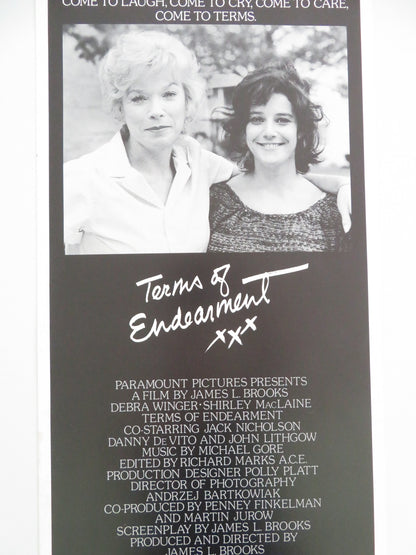 COME TO LAUGH, COME TO CRY, COME TO CARE,
COME TO TERMS.
Terms of
Endearment
xxx
PARAMOUNT PICTURES PRESENTS
A FILM BY JAMES L. BROOKS
DEBRA WINGER·SHIRLEY MacLAINE
TERMS OF ENDEARMENT
CO-STARRING JACK NICHOLSON
DANNY DE VITO AND JOHN LITHGOW
MUSIC BY MICHAEL GORE
EDITED BY RICHARD MARKS A.C.E.
PRODUCTION DESIGNER POLLY PLATT
DIRECTOR OF PHOTOGRAPHY
ANDRZEJ BARTKOWIAK
CO-PRODUCED BY PENNEY FINKELMAN
AND MARTIN JUROW
SCREENPLAY BY JAMES L. BROOKS
PRODUCED AND DIRECTED BY
JAMES L. BROOKS